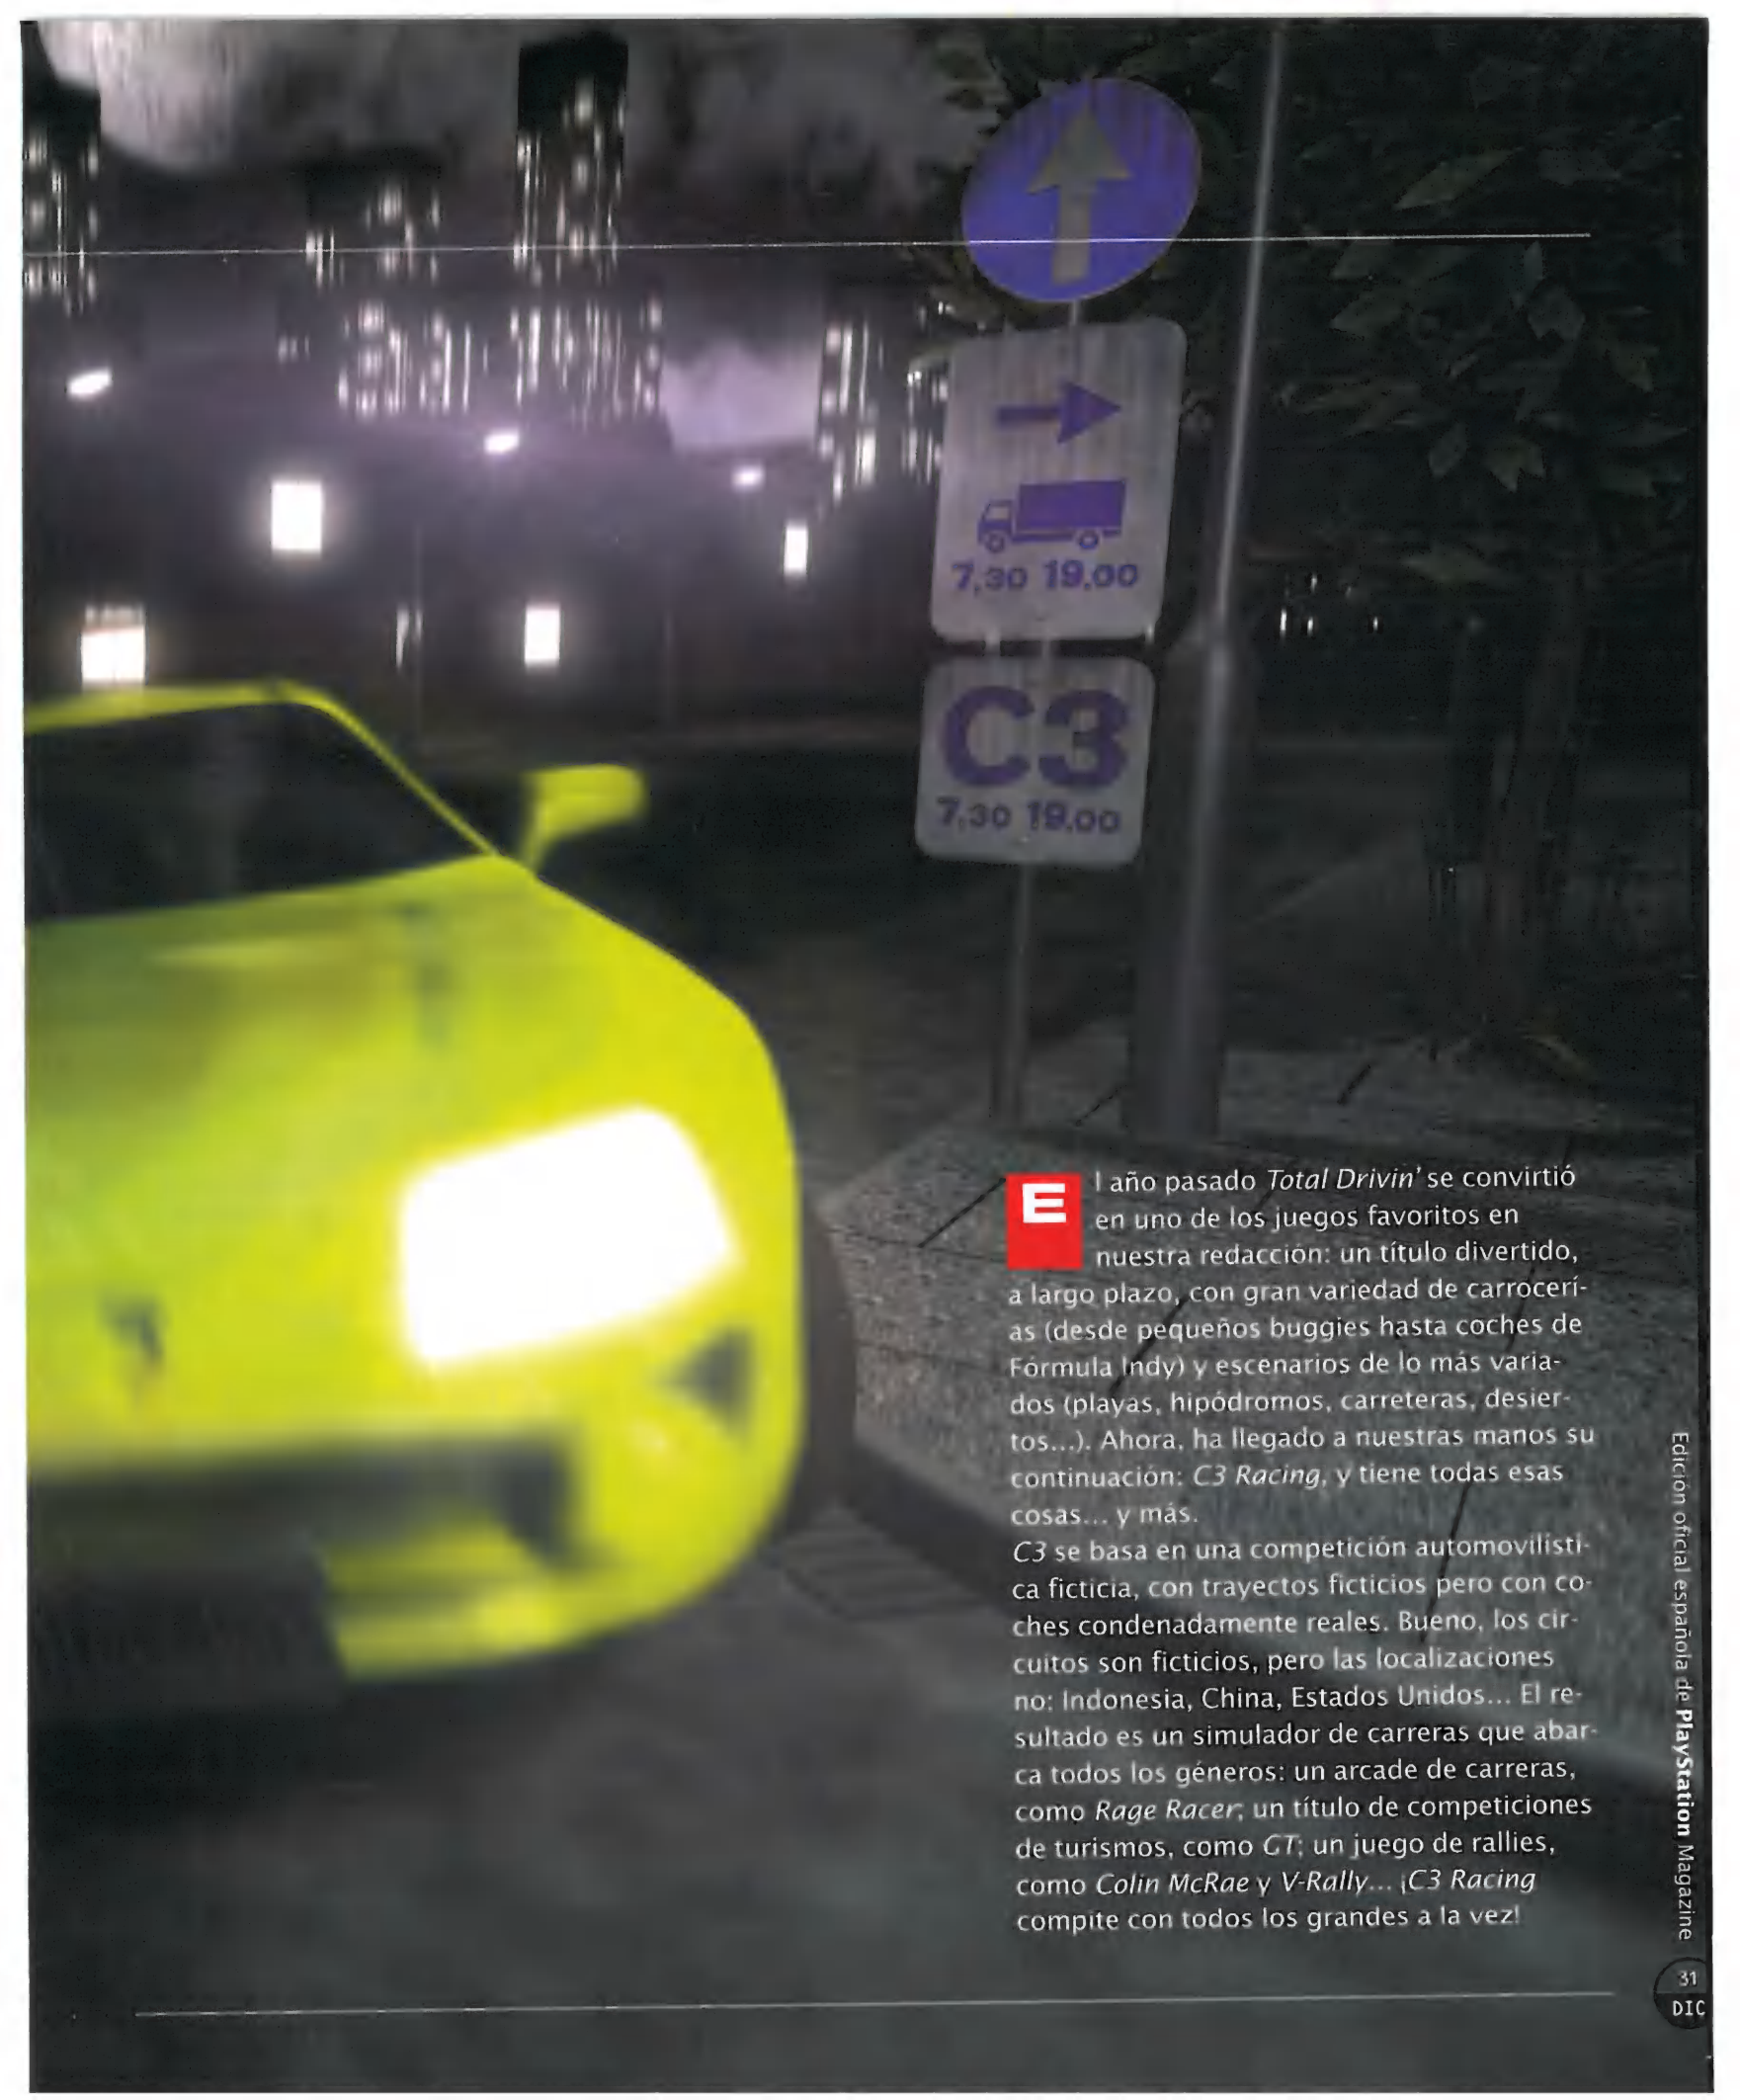 7.30 19.00
C3
7.30 19.00
El año pasado Total Drivin' se convirtió
en uno de los juegos favoritos en
nuestra redacción: un título divertido,
a largo plazo, con gran variedad de carrocerí-
as (desde pequeños buggies hasta coches de
Fórmula Indy) y escenarios de lo más varia-
dos (playas, hipódromos, carreteras, desier-
tos...). Ahora, ha llegado a nuestras manos su
continuación: C3 Racing, y tiene todas esas
cosas... y más.
C3 se basa en una competición automovilísti-
ca ficticia, con trayectos ficticios pero con co-
ches condenadamente reales. Bueno, los cir-
cuitos son ficticios, pero las localizaciones
no: Indonesia, China, Estados Unidos... El re-
sultado es un simulador de carreras que abar-
ca todos los géneros: un arcade de carreras,
como Rage Racer; un título de competiciones
de turismos, como GT; un juego de rallies,
como Colin McRae y V-Rally... ¡C3 Racing
compite con todos los grandes a la vez!
Edición oficial española de PlayStation Magazine
31
DIC